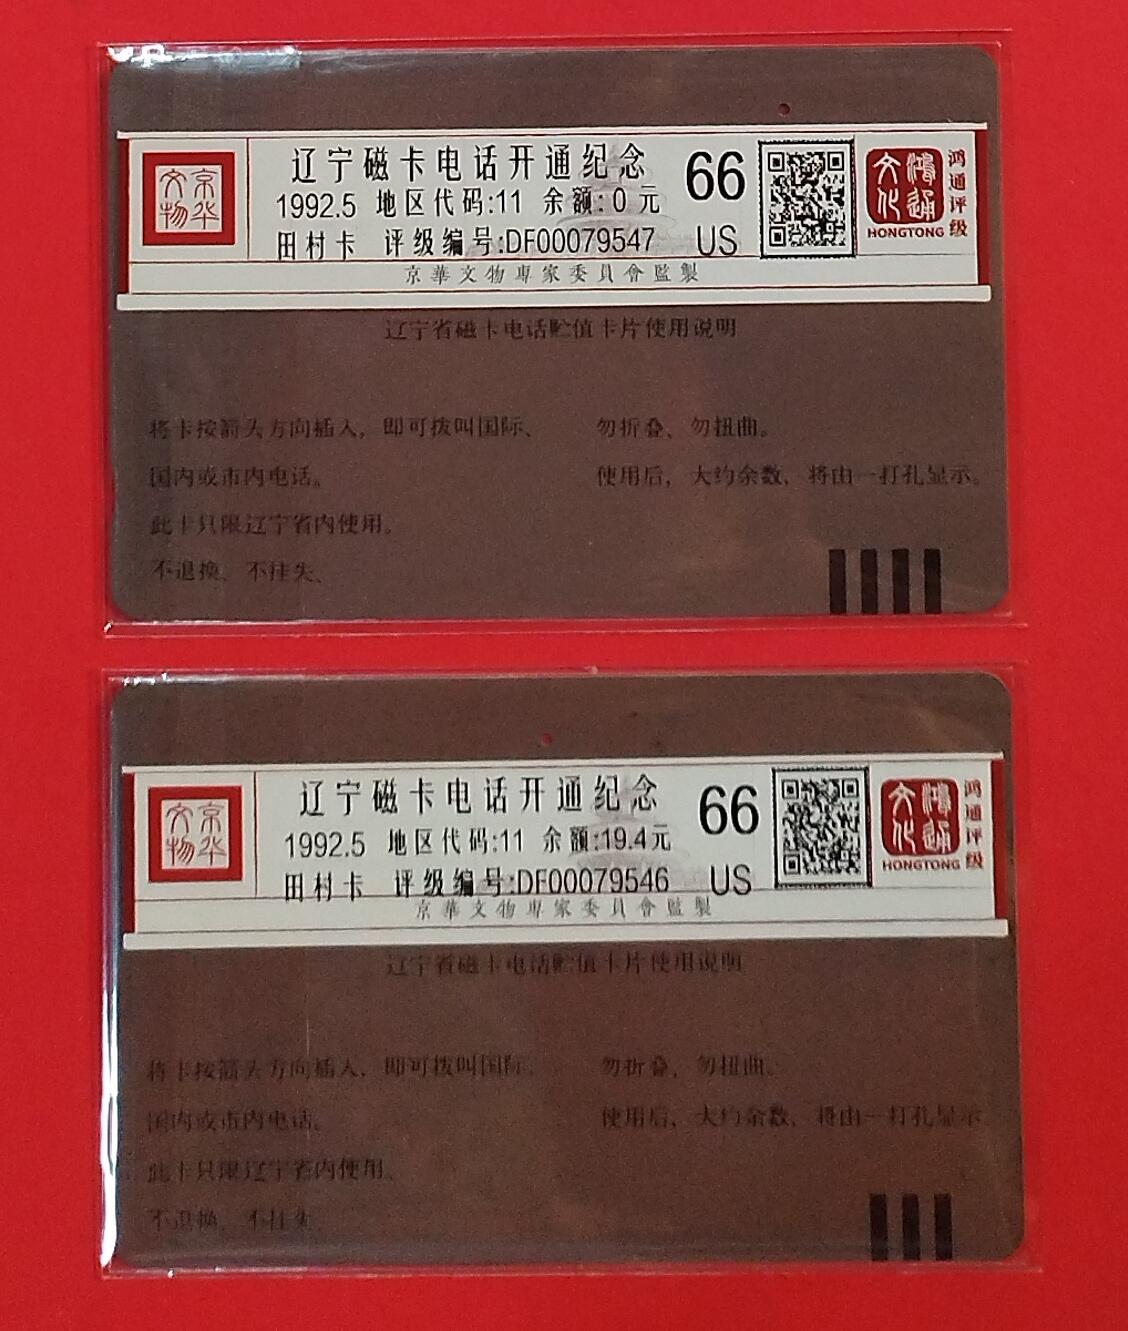 京华
文物
辽宁磁卡电话开通纪念
66
1992.5 地区代码:11 余额:0元
田村卡 评级编号:DF00079547
US
京華文物專家委員會監製
鴻通
文化
HONGTONG
鸿通评级
辽宁省磁卡电话贮值卡片使用说明
将卡按箭头方向插入，即可拨叫国际、
国内或市内电话。
此卡只限辽宁省内使用。
不退换、不挂失、
勿折叠、勿扭曲。
使用后，大约余数，将由一打孔显示。
京华
文物
辽宁磁卡电话开通纪念
66
1992.5 地区代码:11 余额:19.4元
田村卡 评级编号:DF00079546
US
京華文物專家委員會監製
鴻通
文化
HONGTONG
鸿通评级
辽宁省磁卡电话贮值卡片使用说明
将卡按箭头方向插入，即可拨叫国际、
国内或市内电话。
此卡只限辽宁省内使用。
不退换、不挂失、
勿折叠、勿扭曲。
使用后，大约余数，将由一打孔显示